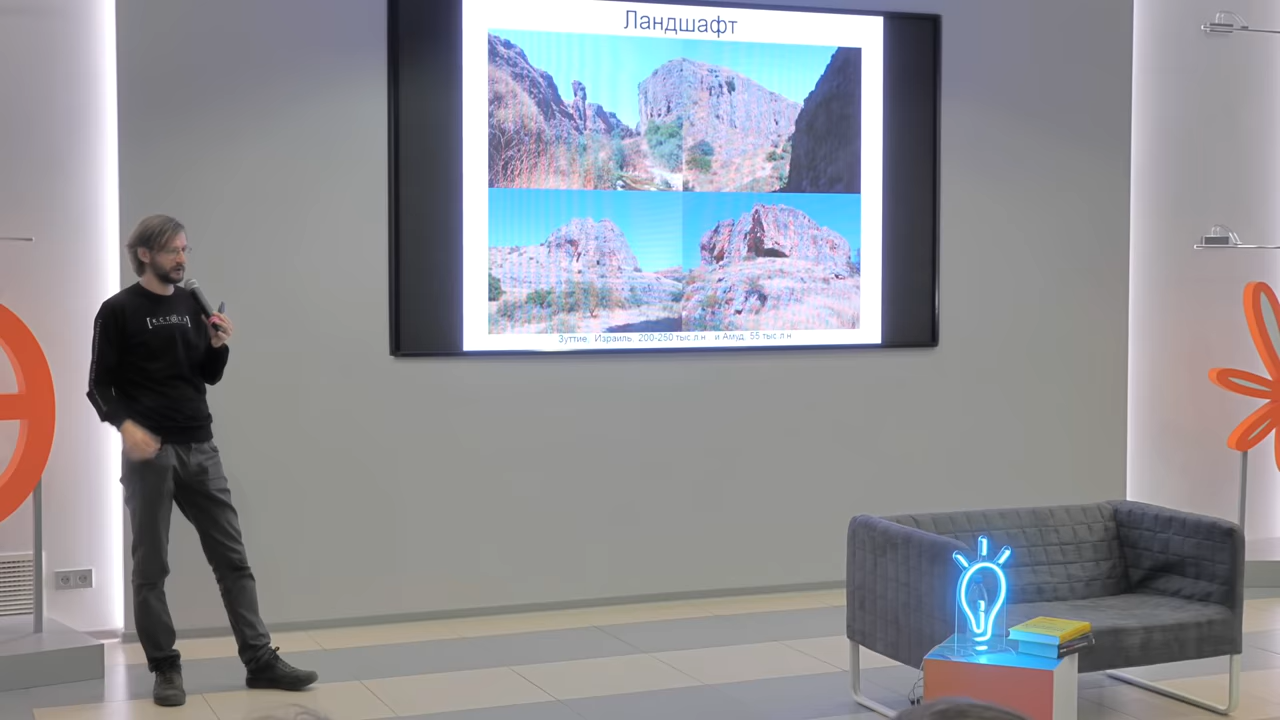 Ландшафт
Зуттие, Израиль, 200-250 тыс.л.н. и Амуд, 55 тыс.л.н.